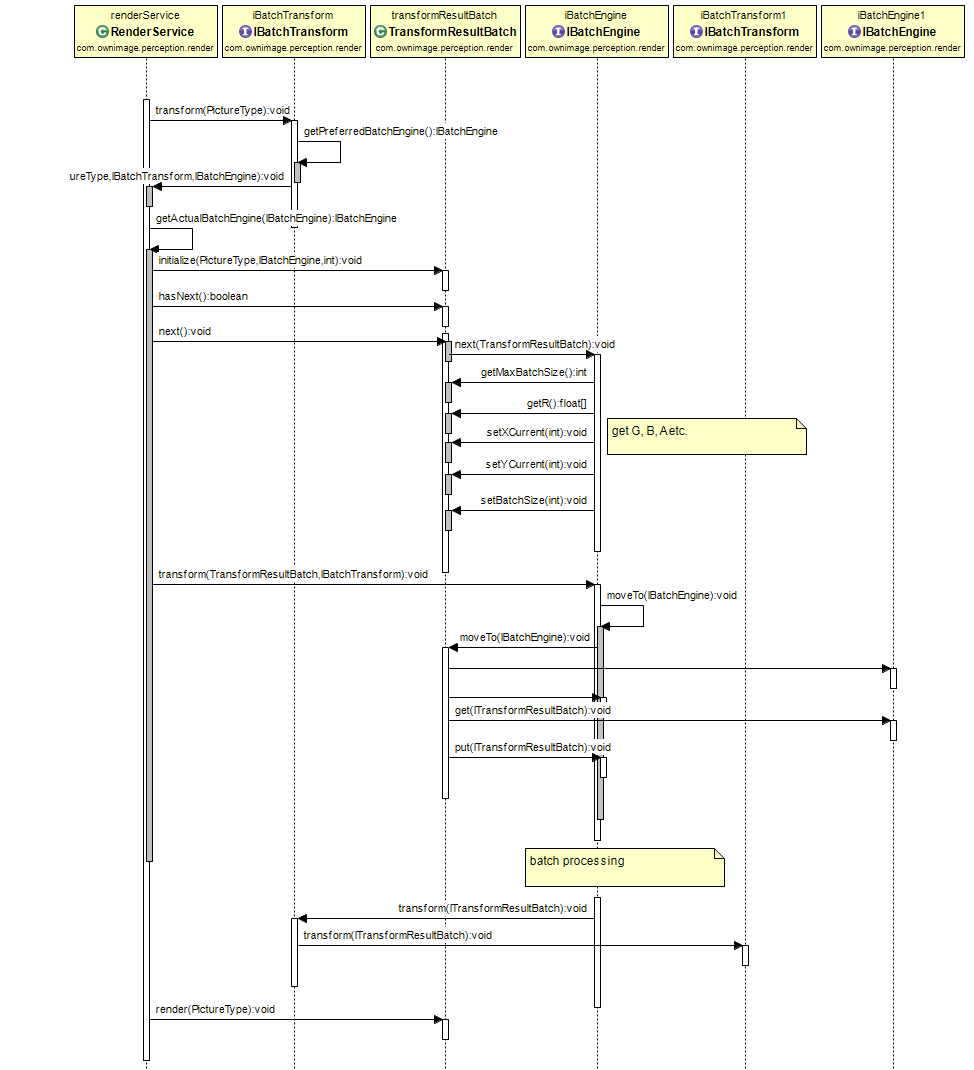 renderService iBatchTransform transformResultBatch iBatchEngine iBatchTransform1 iBatchEngine1
C RenderService I IBatchTransform C TransformResultBatch I IBatchEngine I IBatchTransform I IBatchEngine
com.ownimage.perception.render com.ownimage.perception.render com.ownimage.perception.render com.ownimage.perception.render com.ownimage.perception.render com.ownimage.perception.render
transform(PictureType):void
getPreferredBatchEngine():IBatchEngine
ureType,IBatchTransform,IBatchEngine):void
getActualBatchEngine(IBatchEngine):IBatchEngine
initialize(PictureType,IBatchEngine,int):void
hasNext():boolean
next():void
next(TransformResultBatch):void
getMaxBatchSize():int
getR():float[]
get G, B, A etc.
setXCurrent(int):void
setYCurrent(int):void
setBatchSize(int):void
transform(TransformResultBatch,IBatchTransform):void
moveTo(IBatchEngine):void
moveTo(IBatchEngine):void
get(ITransformResultBatch):void
put(ITransformResultBatch):void
batch processing
transform(ITransformResultBatch):void
transform(ITransformResultBatch):void
render(PictureType):void